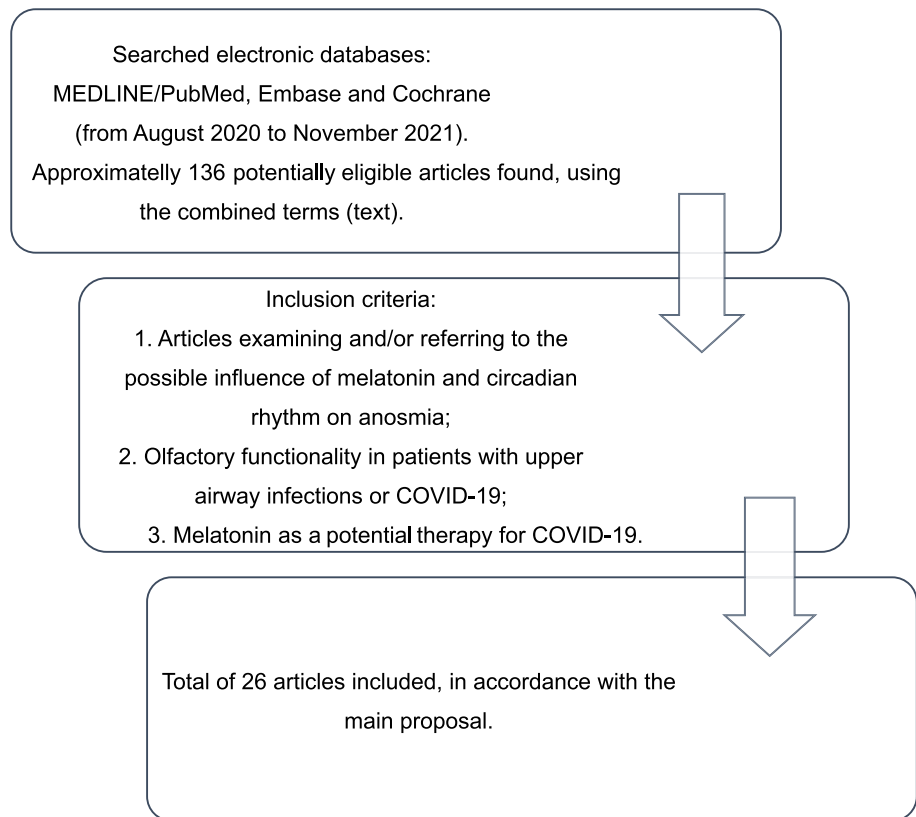 Searched electronic databases:
MEDLINE/PubMed, Embase and Cochrane
(from August 2020 to November 2021).
Approximatelly 136 potentially eligible articles found, using
the combined terms (text).
Inclusion criteria:
1. Articles examining and/or referring to the
possible influence of melatonin and circadian
rhythm on anosmia;
2. Olfactory functionality in patients with upper
airway infections or COVID-19;
3. Melatonin as a potential therapy for COVID-19.
Total of 26 articles included, in accordance with the
main proposal.